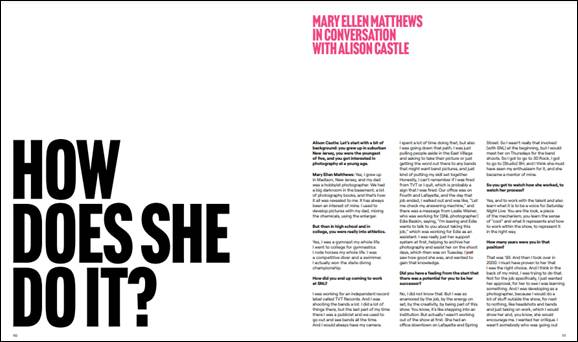 MARY ELLEN MATTHEWS
IN CONVERSATION
WITH ALISON CASTLE
HOW
DOES SHE
DO IT?
Alison Castle: Let's start with a bit of
background: you grew up in suburban
New Jersey, you were the youngest
of five, and you got interested in
photography at a young age.
Mary Ellen Matthews: Yes, I grew up
in Madison, New Jersey, and my dad
was a hobbyist photographer. We had
a big darkroom in the basement, a lot
of photography books, and that's how
it all was revealed to me. It has always
been an interest of mine. I used to
develop pictures with my dad, mixing
the chemicals, using the enlarger.
But then in high school and in
college, you were really into athletics.
Yes, I was a gymnast my whole life.
I went to college for gymnastics.
I rode horses my whole life. I was
a competitive diver and a swimmer.
I actually won the state diving
championship.
How did you end up coming to work
at SNL?
I was working for an independent record
label called TVT Records. And I was
shooting the bands a lot. I did a lot of
things there, but the last part of my time
there I was a publicist and we used to
go out and see bands all the time.
And I would always have my camera.
I spent a lot of time doing that, but also
I was going down that path. I was just
pulling people aside in the East Village
and asking to take their picture or just
getting the word out there to any bands
that might want band pictures, and just
kind of putting my skill set together.
Honestly, I can't remember if I was fired
from TVT or I quit, which is probably a
sign that I was fired. Our office was on
Fourth and Lafayette, and the day that
job ended, I walked out and was like, "Let
me check my answering machine," and
there was a message from Leslie
who was working for [SNL photographer]
Edie Baskin, saying, "I'm leaving and Edie
wants to talk to you about taking this
job," which was working for Edie as an
assistant. I was really just her support
system at first, helping to archive her
photography and assist her on the shoot
days, which then was on Tuesday. I just
saw how good she was, and wanted to
gain that knowledge.
Did you have a feeling from the start that
there was a potential for you to be her
successor?
No, I did not know that. But I was so
enamored by the job, by the energy on
set, by the creativity, by being part of this
show. You know, it's like stepping into an
institution. But actually I wasn't working
out of the show at first. She had an
office downtown on Lafayette and Spring
Street. So I wasn't really that involved
[with SNL] at the beginning, but I would
meet her on Thursdays for the band
shoots. So I got to go to 30 Rock, I got
to go to [Studio] 8H, and I think she must
have seen my enthusiasm for it, and she
became a mentor of mine.
So you got to watch how she worked, to
watch her process?
Yes, and to work with the talent and also
learn what it is to be a voice for Saturday
Night Live. You are the look, a piece
of the mechanism, you learn the sense
of "cool" and what it represents and how
to work within the show, to represent it
in the right way.
How many years were you in that
position?
That was '93. And then I took over in
2000. I must have proven to her that
I was the right choice. And I think in the
back of my mind, I was trying to do that.
Not for the job specifically, I just wanted
her approval, for her to see I was learning
something. And I was developing as a
photographer, because I would do a
lot of stuff outside the show, for next
to nothing, like headshots and bands
and just taking on work, which I would
show her and, you know, she would
encourage me. I wanted her critique. I
wasn't somebody who was going out